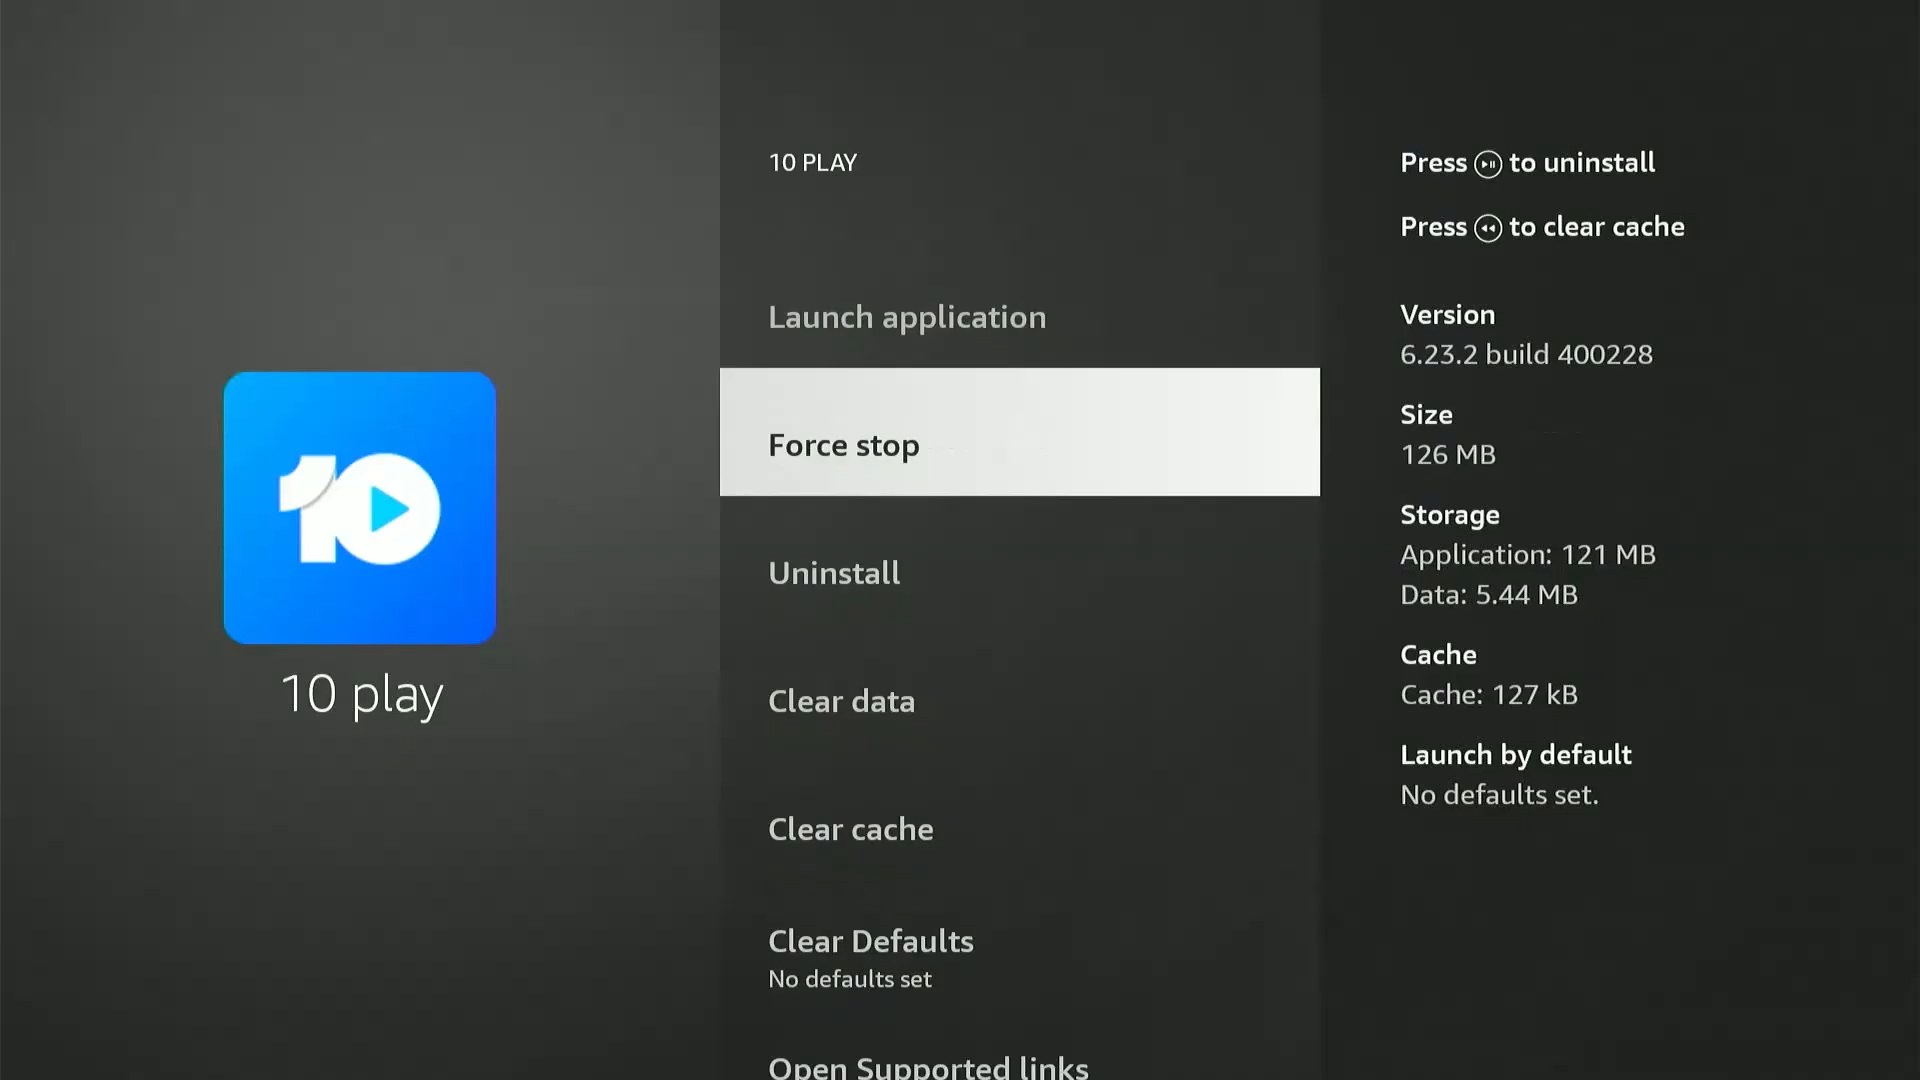 10
10 play
10 PLAY
Launch application
Force stop
Uninstall
Clear data
Clear cache
Clear Defaults
No defaults set
Open Supported links
Press to uninstall
Press to clear cache
Version
6.23.2 build 400228
Size
126 MB
Storage
Application: 121 MB
Data: 5.44 MB
Cache
Cache: 127 kB
Launch by default
No defaults set.